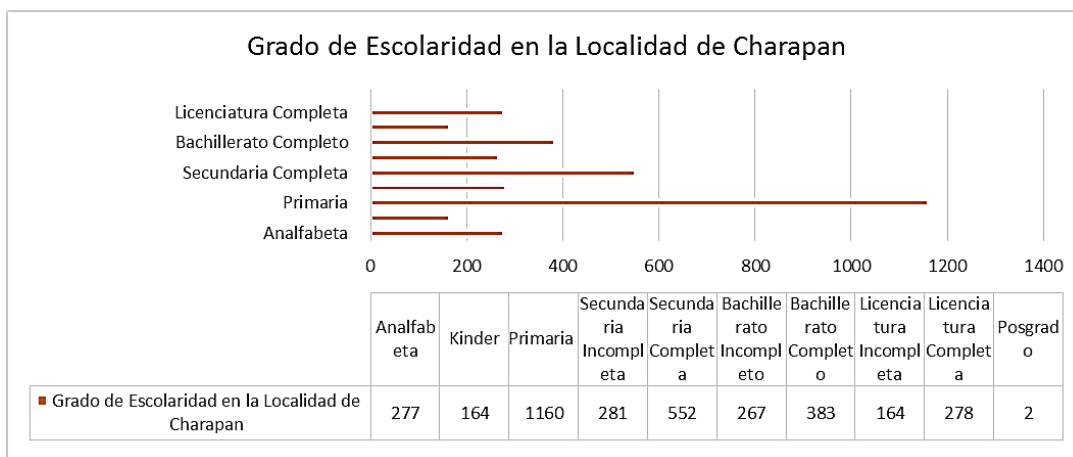 Grado de Escolaridad en la Localidad de Charapan
Licenciatura Completa
Bachillerato Completo
Secundaria Completa
Primaria
Analfabeta
0 200 400 600 800 1000 1200 1400
Analfab
eta
Kinder
Primaria
Secunda
ria
Incompl
eta
Secunda
ria
Complet
a
Bachille
rato
Incompl
eto
Bachille
rato
Complet
o
Licencia
tura
Incompl
eta
Licencia
tura
Complet
a
Posgrad
o
Grado de Escolaridad en la Localidad de
Charapan
277 164 1160 281 552 267 383 164 278 2